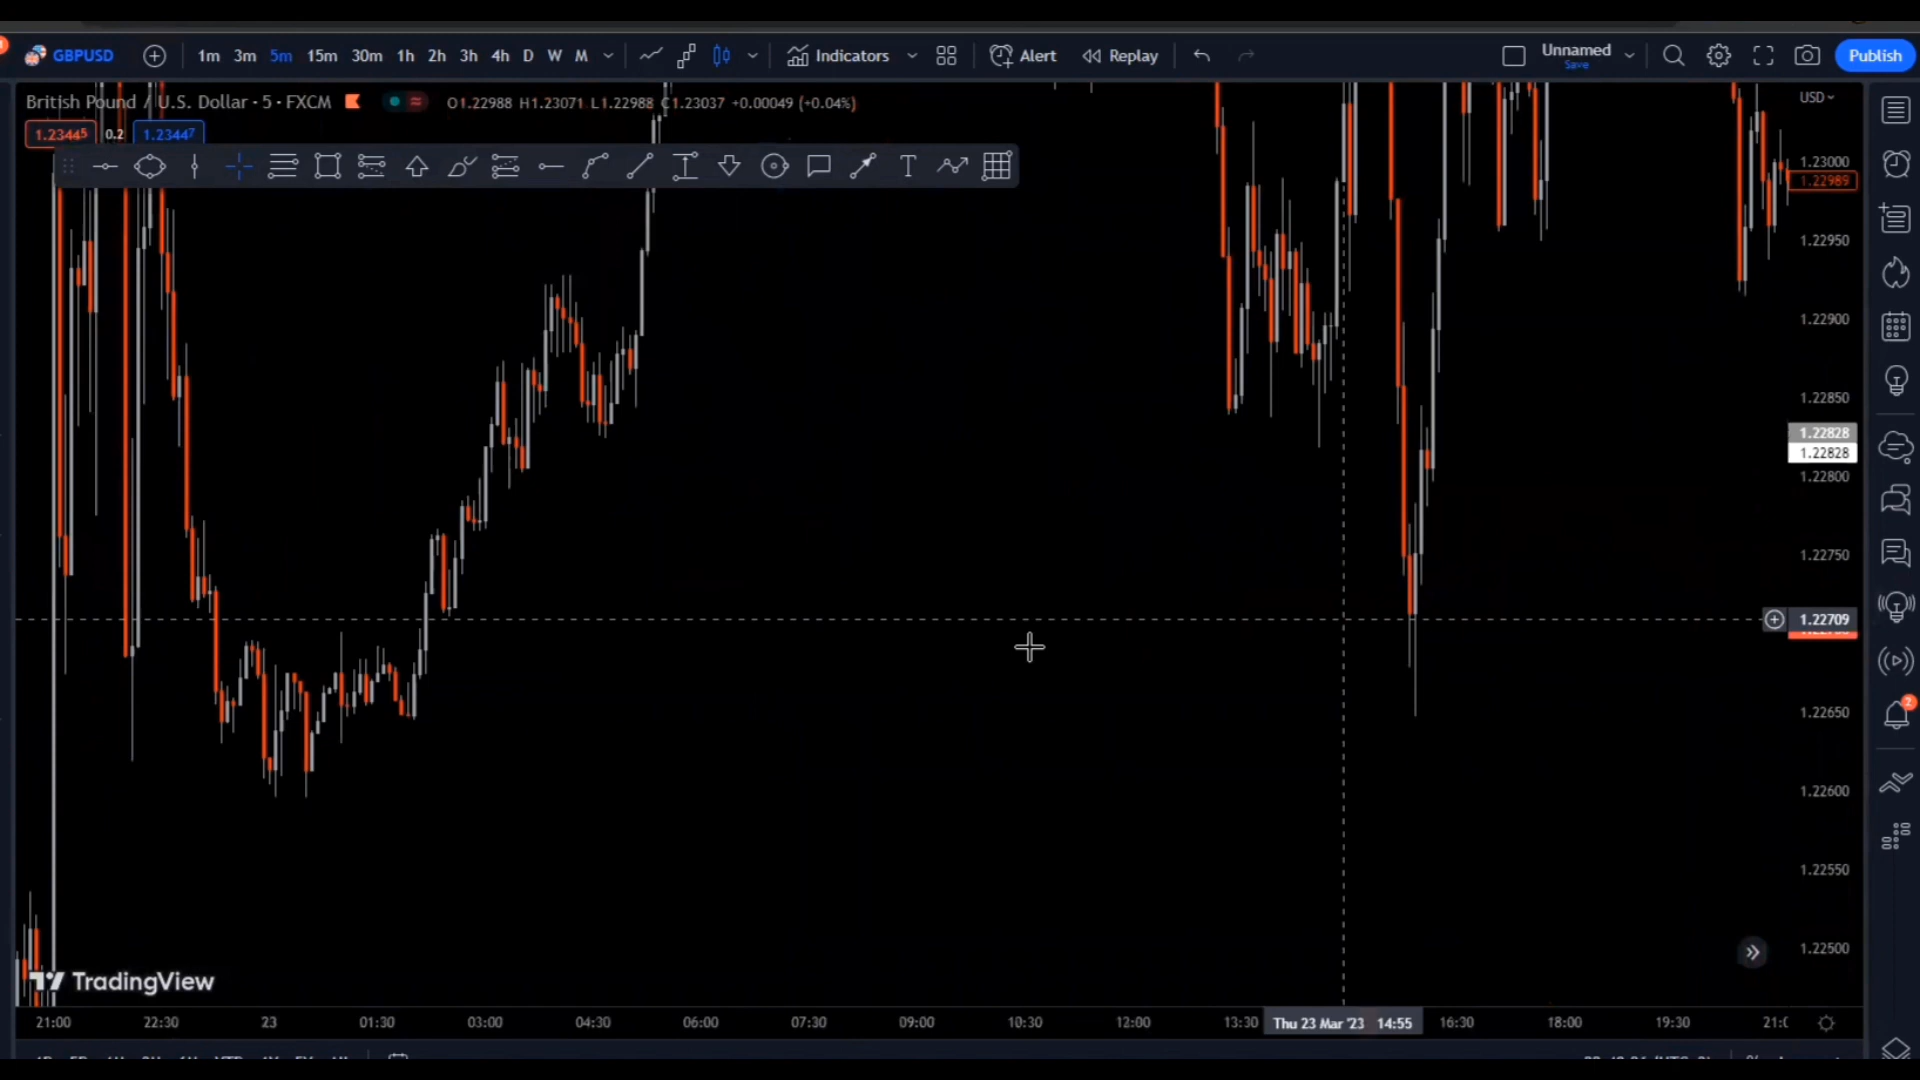 GBPUSD 1m 3m 5m 15m 30m 1h 2h 3h 4h D W M Indicators Alert Replay Unnamed Save Publish
British Pound / U.S. Dollar · 5 · FXCM O1.22988 H1.23071 L1.22988 C1.23037 +0.00049 (+0.04%) USD
1.23445 0.2 1.23447
T
1.23000
1.22989
1.22950
1.22900
1.22850
1.22828
1.22828
1.22800
1.22750
1.22709
1.22650
2
1.22600
1.22550
1.22500
TradingView
21:00 22:30 23 01:30 03:00 04:30 06:00 07:30 09:00 10:30 12:00 13:30 Thu 23 Mar '23 14:55 16:30 18:00 19:30